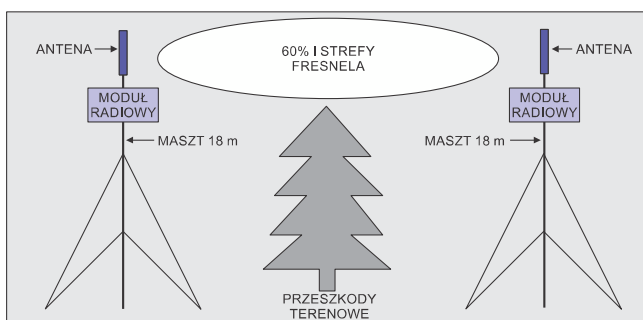 ANTENA
60% I STREFY
FRESNELA
ANTENA
MODUŁ
RADIOWY
MODUŁ
RADIOWY
MASZT 18 m
MASZT 18 m
PRZESZKODY
TERENOWE